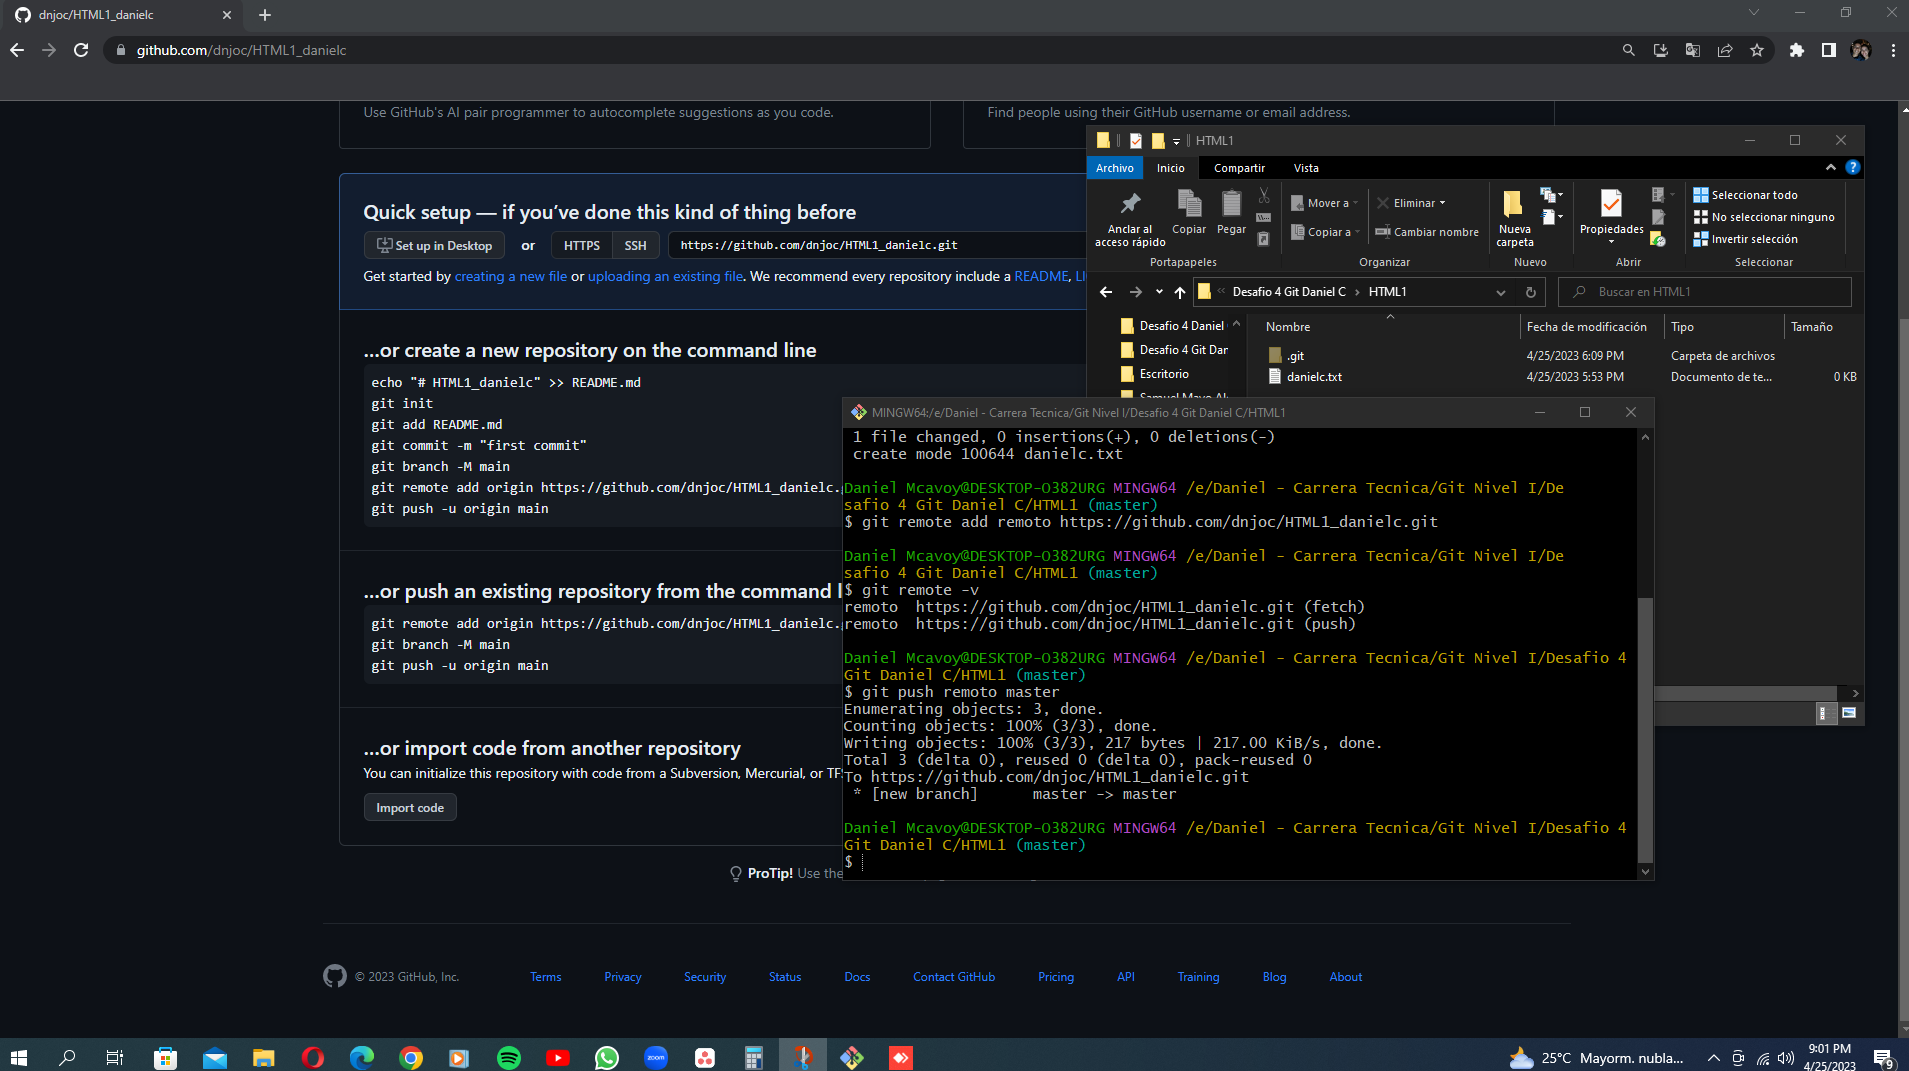 dnjoc/HTML1_danielc
github.com/dnjoc/HTML1_danielc
Use GitHub's AI pair programmer to autocomplete suggestions as you code.
Find people using their GitHub username or email address.
Quick setup — if you've done this kind of thing before
Set up in Desktop or HTTPS SSH https://github.com/dnjoc/HTML1_danielc.git
Get started by creating a new file or uploading an existing file. We recommend every repository include a README, LI
...or create a new repository on the command line
echo "# HTML1_danielc" >> README.md
git init
git add README.md
git commit -m "first commit"
git branch -M main
git remote add origin https://github.com/dnjoc/HTML1_danielc.g
git push -u origin main
...or push an existing repository from the command l
git remote add origin https://github.com/dnjoc/HTML1_danielc.g
git branch -M main
git push -u origin main
...or import code from another repository
You can initialize this repository with code from a Subversion, Mercurial, or TFS
Import code
ProTip! Use the
© 2023 GitHub, Inc. Terms Privacy Security Status Docs Contact GitHub Pricing API Training Blog About
HTML1
Archivo Inicio Compartir Vista
Anclar al acceso rápido
Copiar
Pegar
Portapapeles
Mover a
Copiar a
Eliminar
Cambiar nombre
Organizar
Nueva carpeta
Nuevo
Propiedades
Abrir
Seleccionar todo
No seleccionar ninguno
Invertir selección
Seleccionar
« Desafio 4 Git Daniel C › HTML1
Buscar en HTML1
Desafio 4 Daniel
Desafio 4 Git Dar
Escritorio
Nombre Fecha de modificación Tipo Tamaño
.git 4/25/2023 6:09 PM Carpeta de archivos
danielc.txt 4/25/2023 5:53 PM Documento de te... 0 KB
MINGW64:/e/Daniel - Carrera Tecnica/Git Nivel I/Desafio 4 Git Daniel C/HTML1
1 file changed, 0 insertions(+), 0 deletions(-)
create mode 100644 danielc.txt
Daniel Mcavoy@DESKTOP-O382URG MINGW64 /e/Daniel - Carrera Tecnica/Git Nivel I/De
safio 4 Git Daniel C/HTML1 (master)
$ git remote add remoto https://github.com/dnjoc/HTML1_danielc.git
Daniel Mcavoy@DESKTOP-O382URG MINGW64 /e/Daniel - Carrera Tecnica/Git Nivel I/De
safio 4 Git Daniel C/HTML1 (master)
$ git remote -v
remoto https://github.com/dnjoc/HTML1_danielc.git (fetch)
remoto https://github.com/dnjoc/HTML1_danielc.git (push)
Daniel Mcavoy@DESKTOP-O382URG MINGW64 /e/Daniel - Carrera Tecnica/Git Nivel I/Desafio 4
Git Daniel C/HTML1 (master)
$ git push remoto master
Enumerating objects: 3, done.
Counting objects: 100% (3/3), done.
Writing objects: 100% (3/3), 217 bytes | 217.00 KiB/s, done.
Total 3 (delta 0), reused 0 (delta 0), pack-reused 0
To https://github.com/dnjoc/HTML1_danielc.git
* [new branch] master -> master
Daniel Mcavoy@DESKTOP-O382URG MINGW64 /e/Daniel - Carrera Tecnica/Git Nivel I/Desafio 4
Git Daniel C/HTML1 (master)
$
zoom
25°C Mayorm. nubla...
9:01 PM
4/25/2023
9